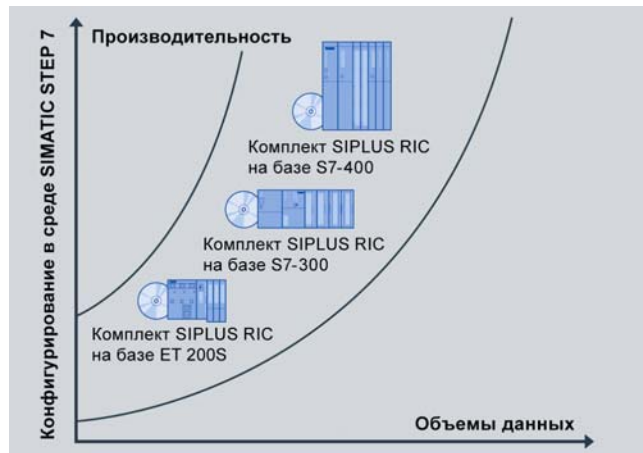 Конфигурирование в среде SIMATIC STEP 7
Производительность
Комплект SIPLUS RIC
на базе S7-400
Комплект SIPLUS RIC
на базе S7-300
Комплект SIPLUS RIC
на базе ET 200S
Объемы данных